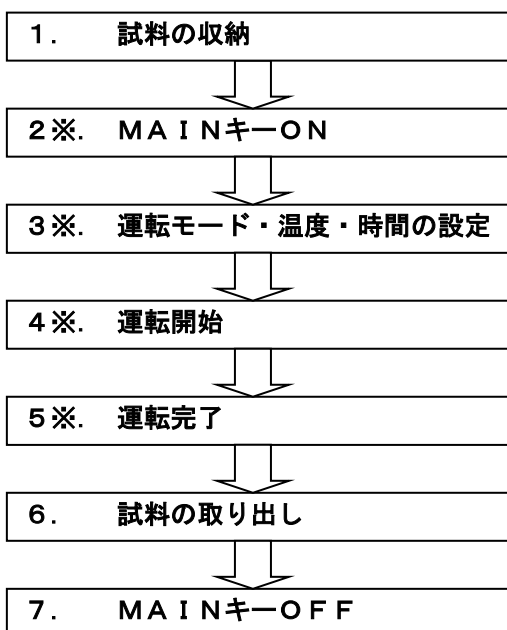 １．　試料の収納
２※．　ＭＡＩＮキーＯＮ
３※．　運転モード・温度・時間の設定
４※．　運転開始
５※．　運転完了
６．　試料の取り出し
７．　ＭＡＩＮキーＯＦＦ